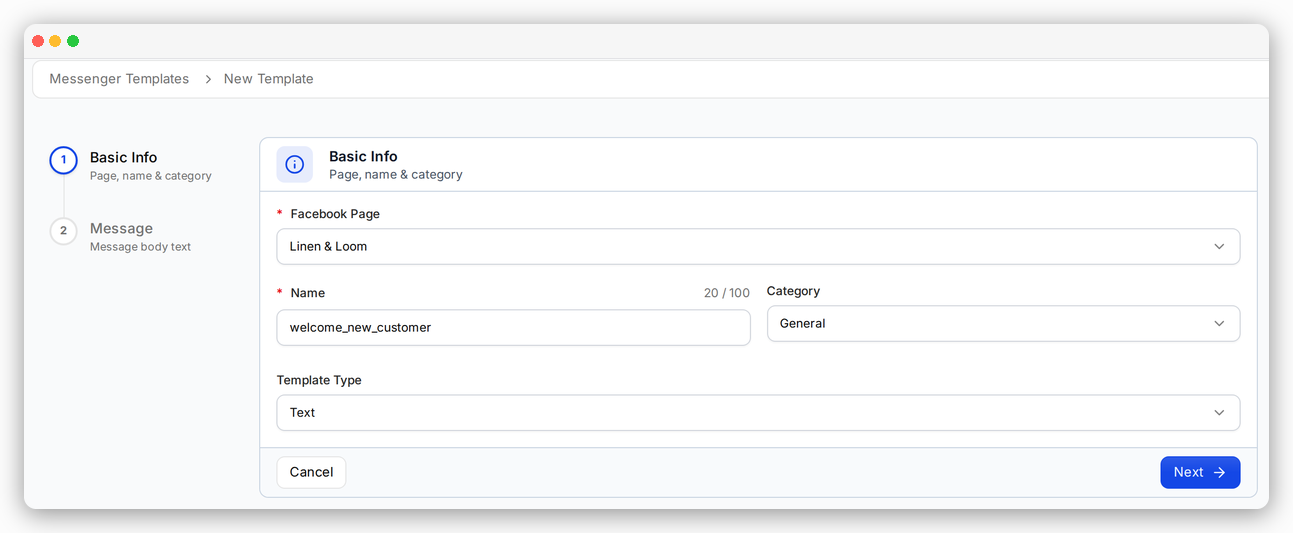 Messenger Templates > New Template
1
Basic Info
Page, name & category
2
Message
Message body text
Basic Info
Page, name & category
* Facebook Page
Linen & Loom
* Name
20 / 100
welcome_new_customer
Category
General
Template Type
Text
Cancel
Next →